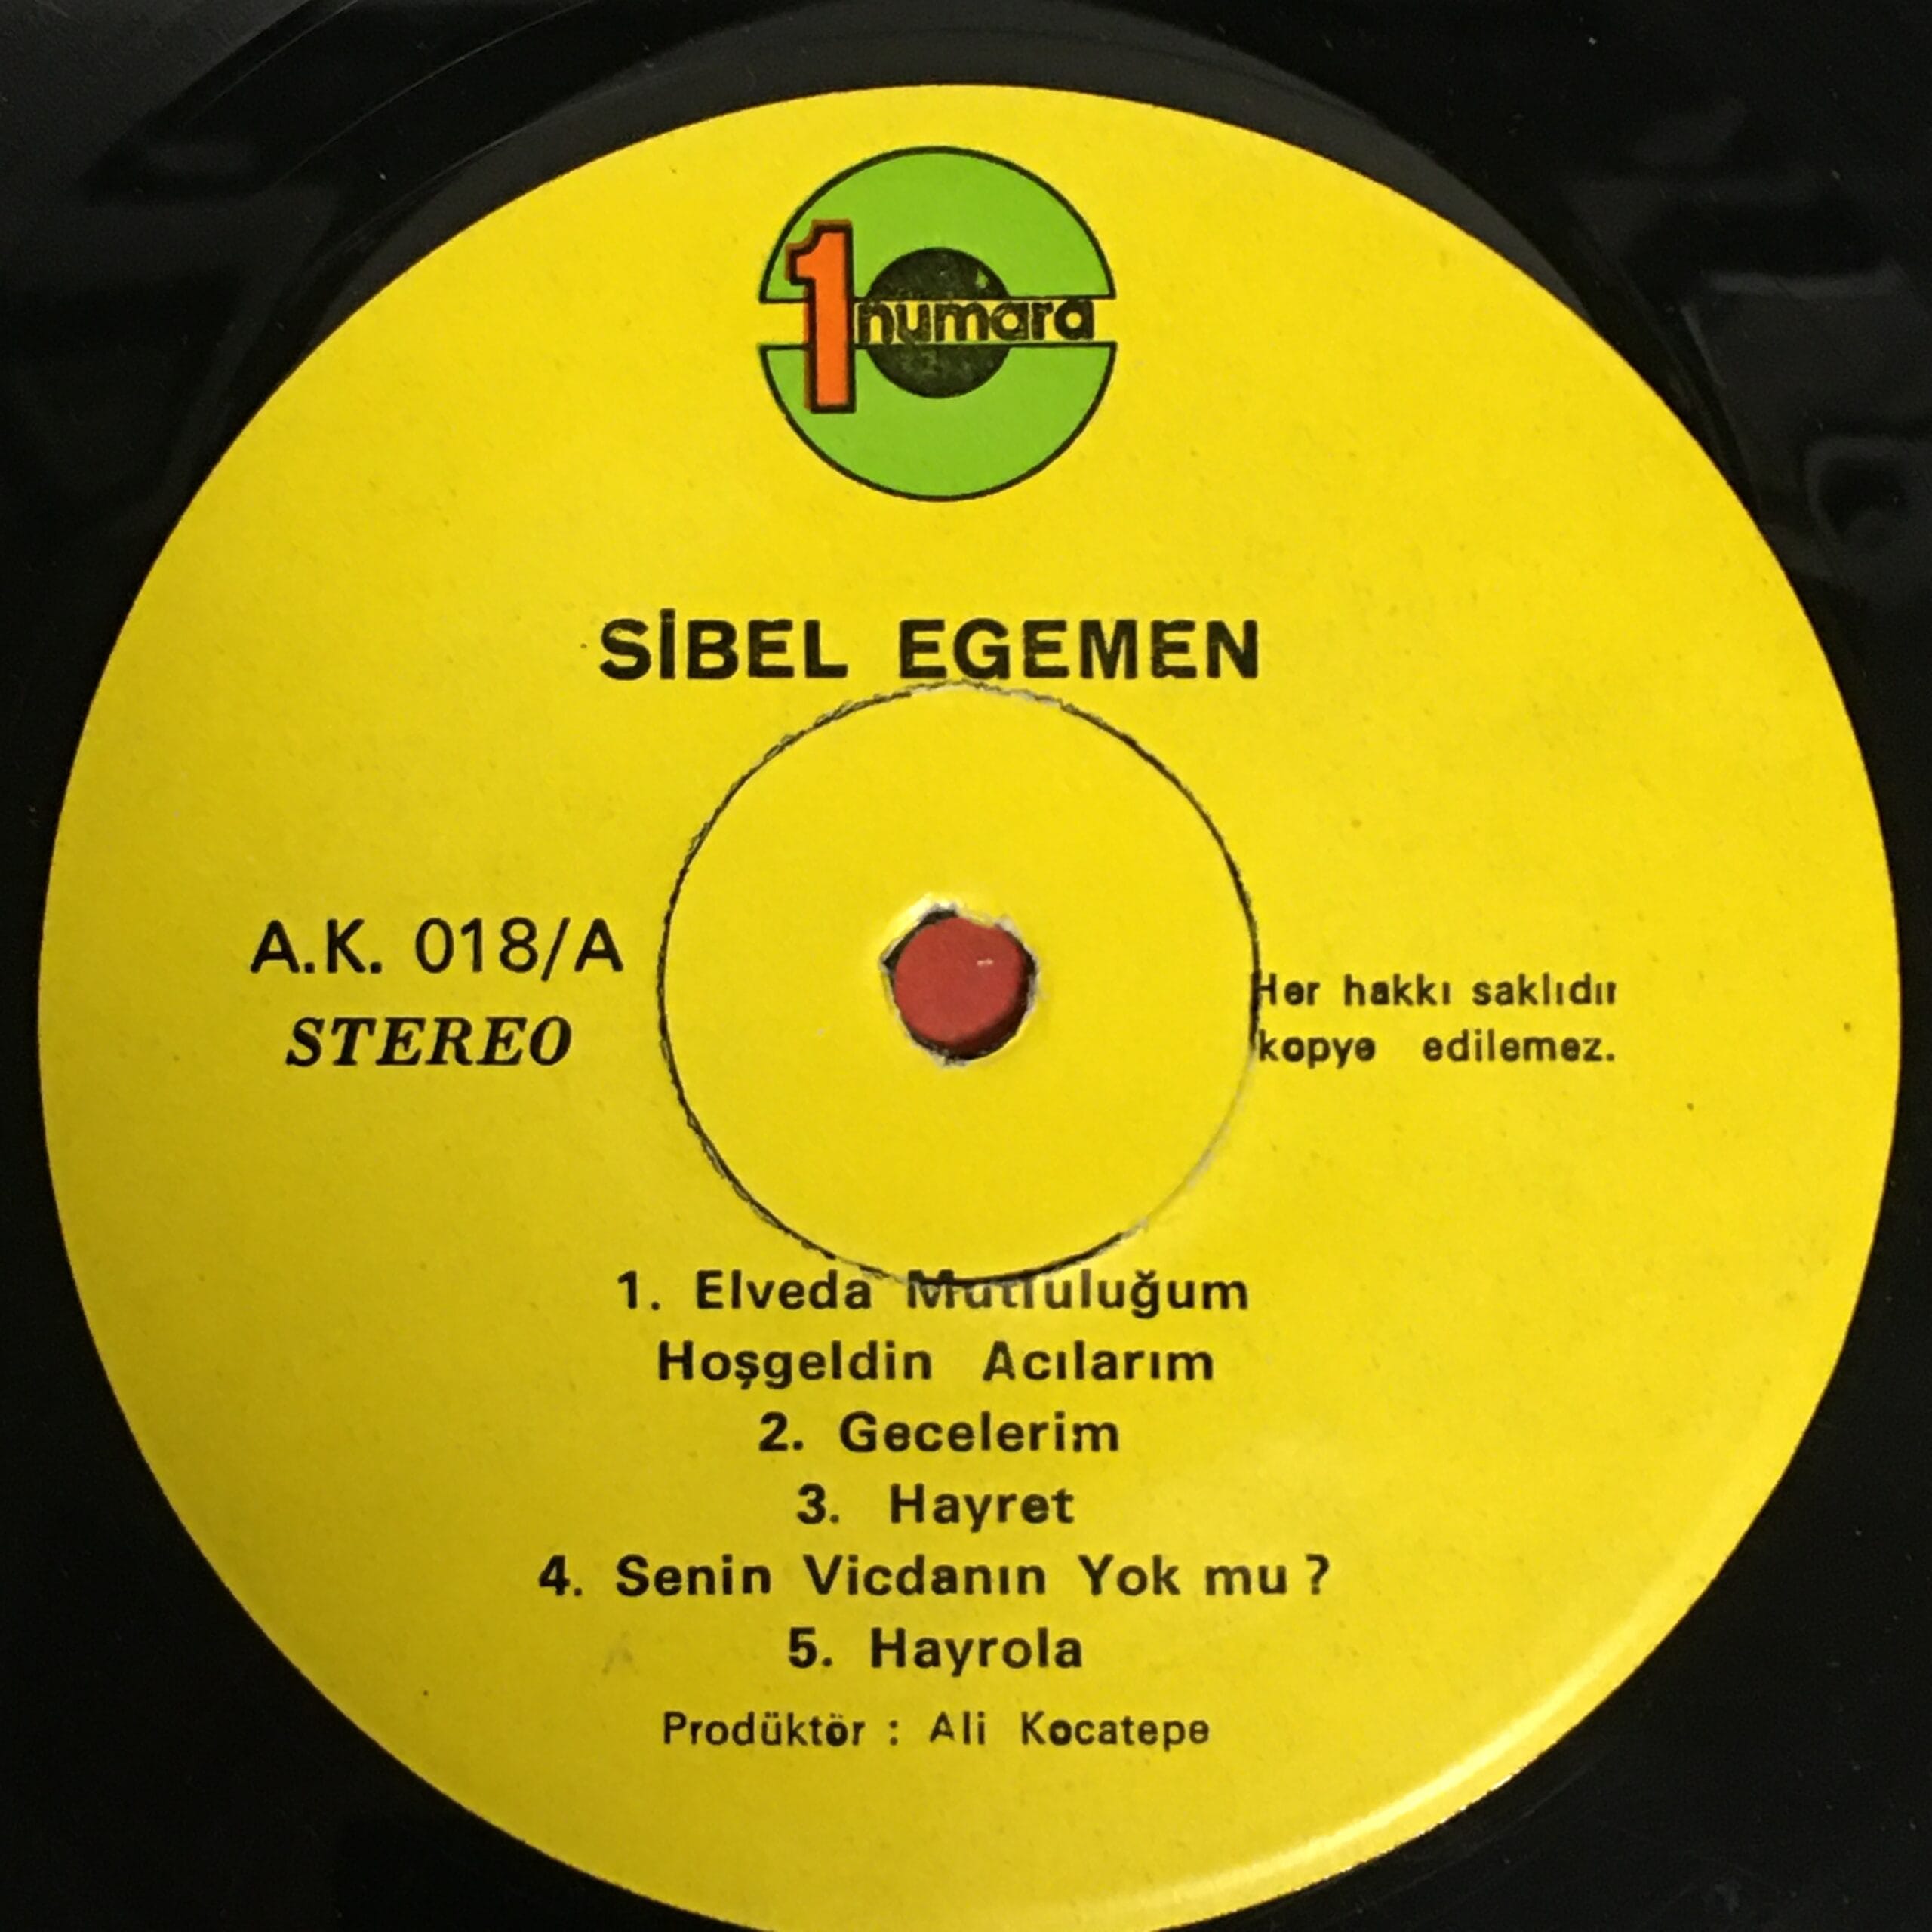 1 numara
SİBEL EGEMEN
A.K. 018/A
STEREO
Her hakkı saklıdır
kopye edilemez.
1. Elveda Mutluluğum
Hoşgeldin Acılarım
2. Gecelerim
3. Hayret
4. Senin Vicdanın Yok mu ?
5. Hayrola
Prodüktör : Ali Kocatepe